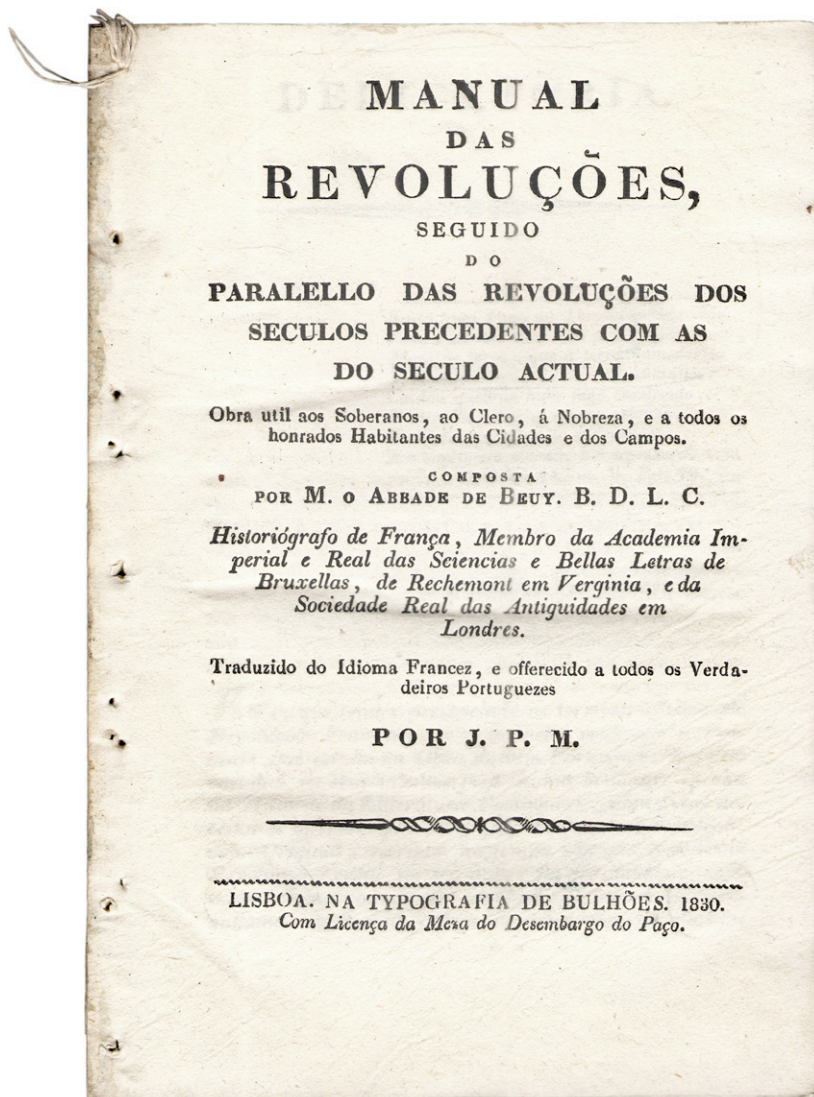 MANUAL
DAS
REVOLUÇÕES,
SEGUIDO
DO
PARALELLO DAS REVOLUÇÕES DOS
SECULOS PRECEDENTES COM AS
DO SECULO ACTUAL.
Obra util aos Soberanos, ao Clero, á Nobreza, e a todos os
honrados Habitantes das Cidades e dos Campos.
COMPOSTA
POR M. O ABBADE DE BEUY. B. D. L. C.
Historiógrafo de França, Membro da Academia Im-
perial e Real das Sciencias e Bellas Letras de
Bruxellas, de Rechemont em Verginia, e da
Sociedade Real das Antiguidades em
Londres.
Traduzido do Idioma Francez, e offerecido a todos os Verda-
deiros Portuguezes
POR J. P. M.
LISBOA. NA TYPOGRAFIA DE BULHÕES. 1830.
Com Licença da Meza do Desembargo do Paço.